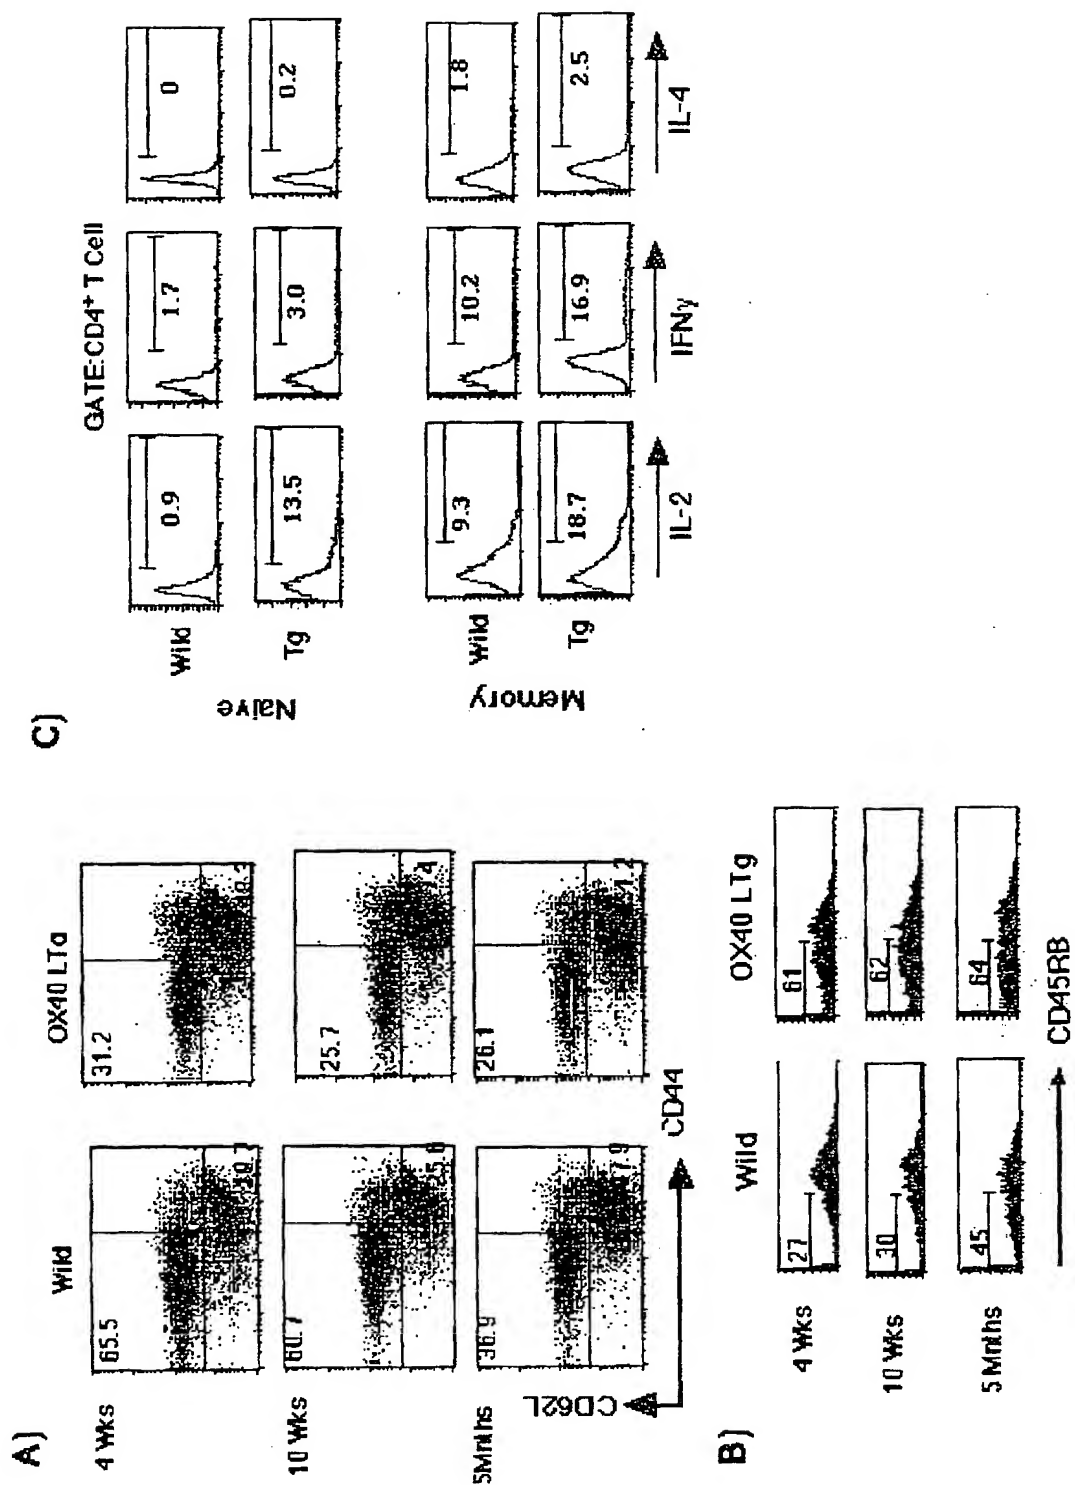 A)
Wild
OX40 LTa
4 Wks
65.5
31.2
10 Wks
25.7
5Mnths
36.9
26.1
CD62L
CD44
B)
Wild
OX40 LTg
4 Wks
27
61
10 Wks
30
62
5 Mnths
45
64
CD45RB
C)
GATE:CD4+ T Cell
Naive
Wild
0.9
1.7
0
Tg
13.5
3.0
0.2
Memory
Wild
9.3
10.2
1.8
Tg
18.7
16.9
2.5
IL-2
IFNγ
IL-4